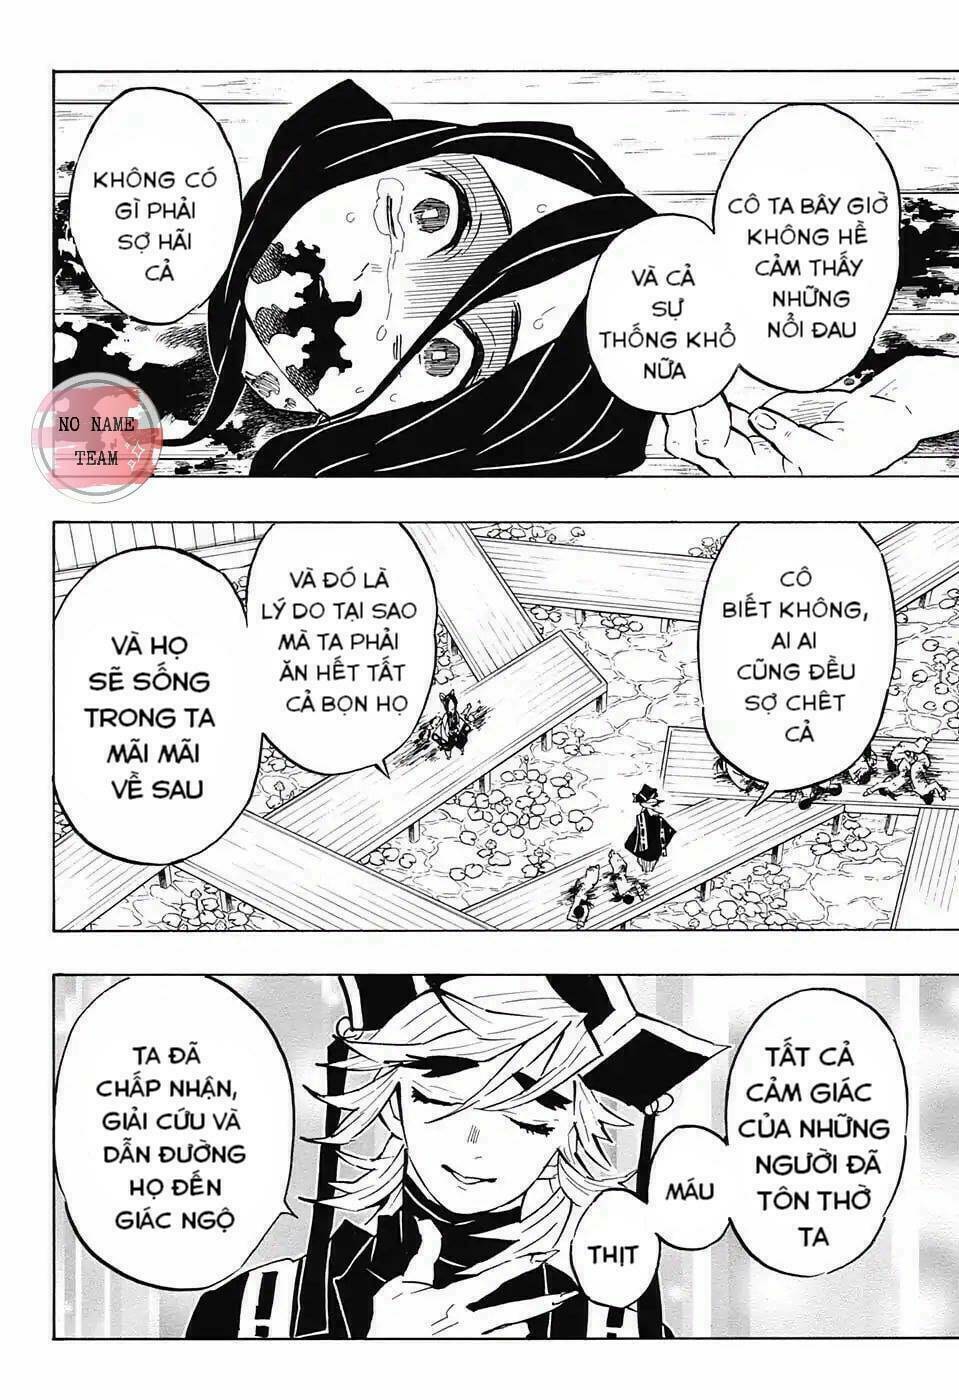 CÔ TA BÂY GIỜ
KHÔNG HỀ
CẢM THẤY
NHỮNG
NỔI ĐAU
VÀ CẢ
SỰ
THỐNG KHỔ
NỮA
KHÔNG CÓ
GÌ PHẢI
SỢ HÃI
CẢ
NO NAME
TEAM
CÔ
BIẾT KHÔNG,
AI AI
CŨNG ĐỀU
SỢ CHÊT
CẢ
VÀ ĐÓ LÀ
LÝ DO TẠI SAO
MÀ TA PHẢI
ĂN HẾT TẤT
CẢ BỌN HỌ
VÀ HỌ
SẼ SỐNG
TRONG TA
MÃI MÃI
VỀ SAU
TẤT CẢ
CẢM GIÁC
CỦA NHỮNG
NGƯỜI ĐÃ
TÔN THỜ
TA
MÁU
THỊT
TA ĐÃ
CHẤP NHẬN,
GIẢI CỨU VÀ
DẪN ĐƯỜNG
HỌ ĐẾN
GIÁC NGỘ